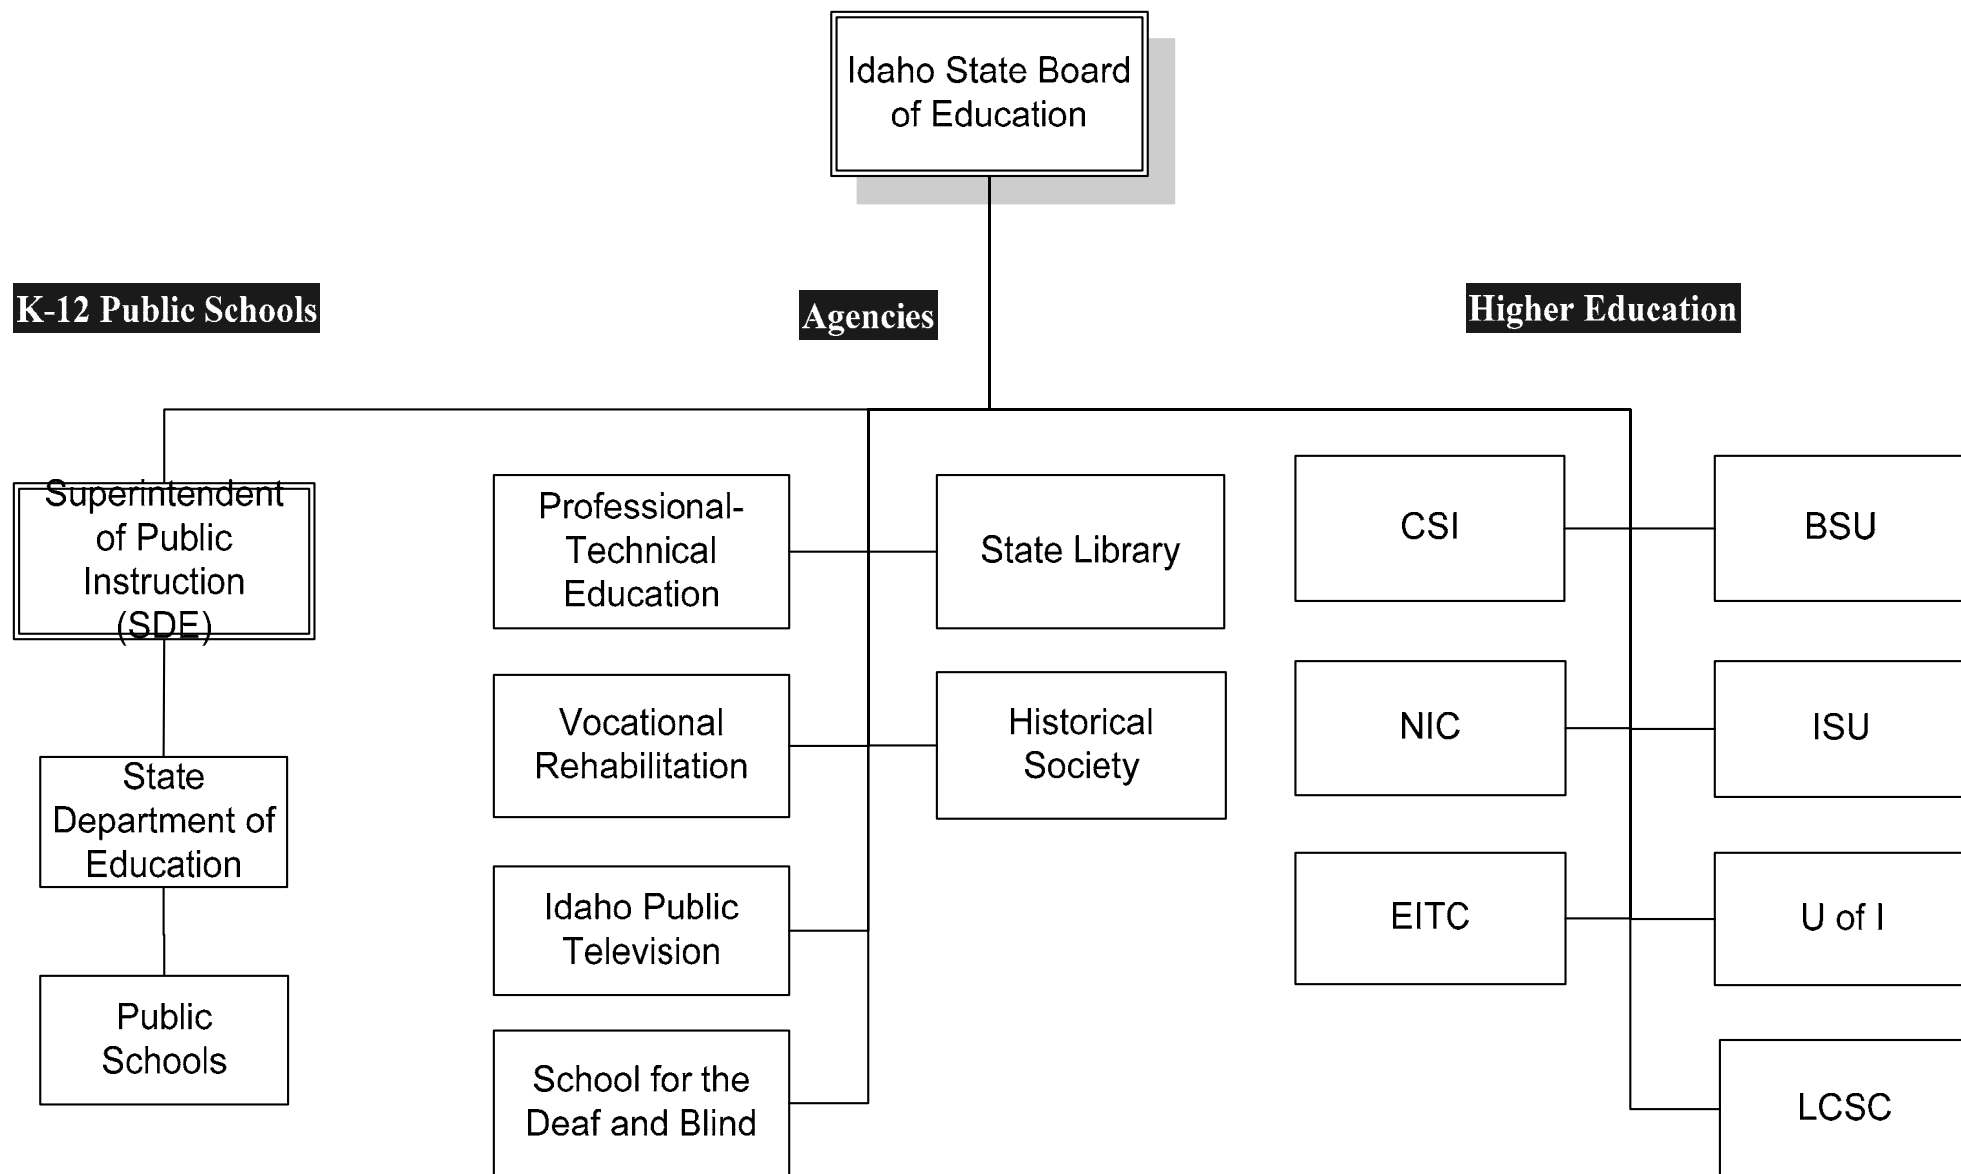 Idaho State Board
of Education
K-12 Public Schools
Agencies
Higher Education
Superintendent
of Public
Instruction
(SDE)
State
Department of
Education
Public
Schools
Professional-
Technical
Education
State Library
Vocational
Rehabilitation
Historical
Society
Idaho Public
Television
School for the
Deaf and Blind
CSI
BSU
NIC
ISU
EITC
U of I
LCSC